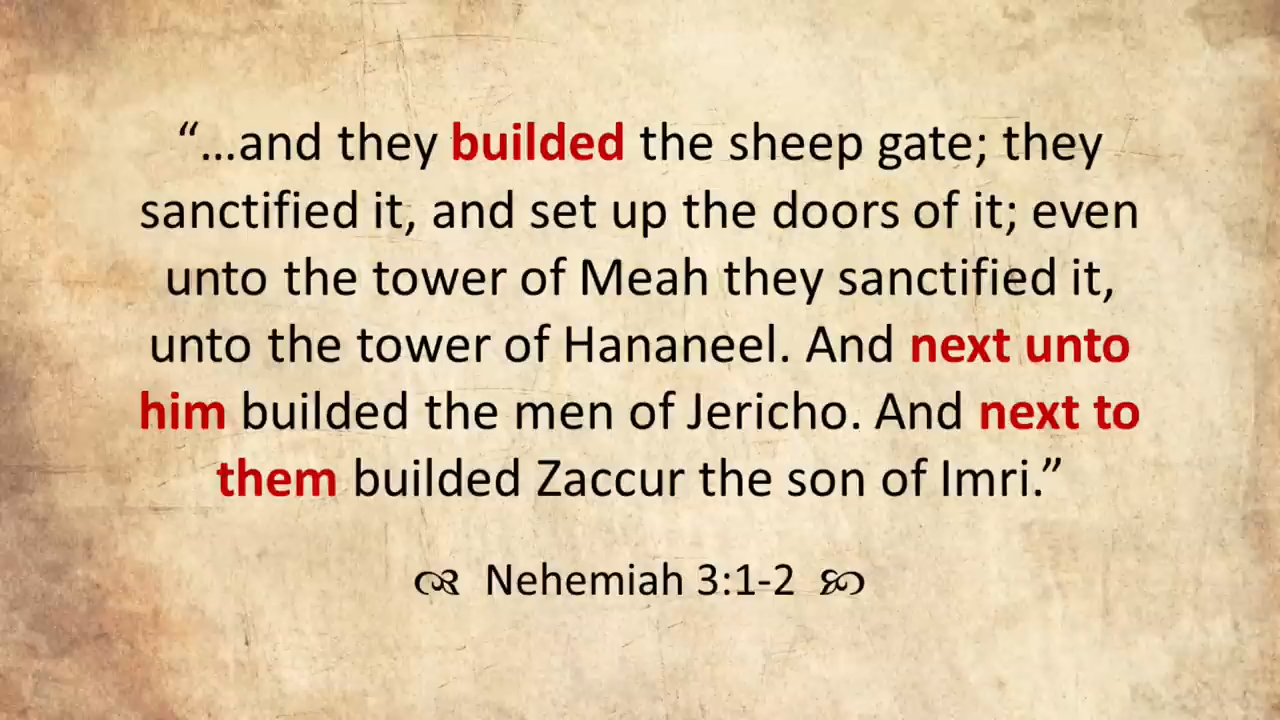 “…and they builded the sheep gate; they
sanctified it, and set up the doors of it; even
unto the tower of Meah they sanctified it,
unto the tower of Hananeel. And next unto
him builded the men of Jericho. And next to
them builded Zaccur the son of Imri.”
Nehemiah 3:1-2